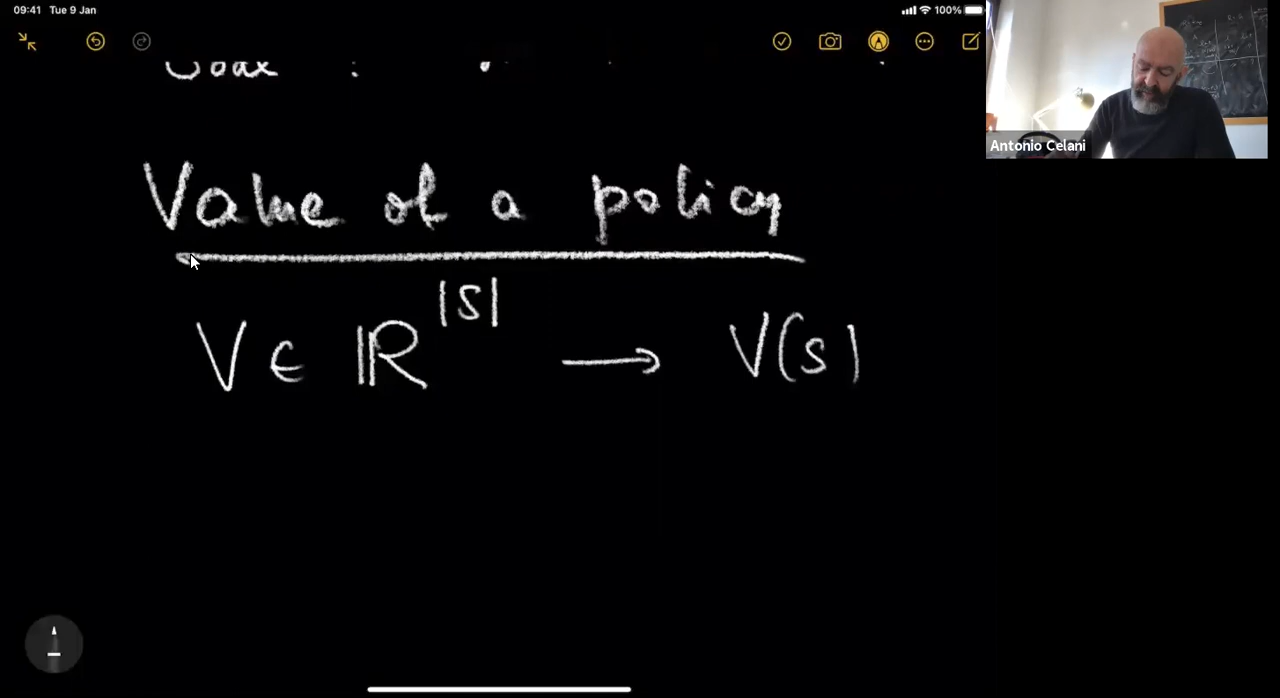 09:41 Tue 9 Jan
100%
Antonio Celani
Value of a policy
V ∈ ℝ^|S| → V(s)